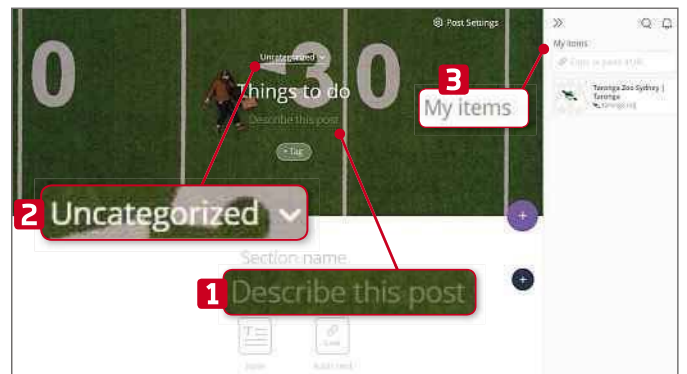 0 30
Post Settings
Uncategorized
Things to do
Describe this post
+ Tag
3
My items
2
Uncategorized
Section name
1
Describe this post
My items
Taronga Zoo Sydney |
Taronga